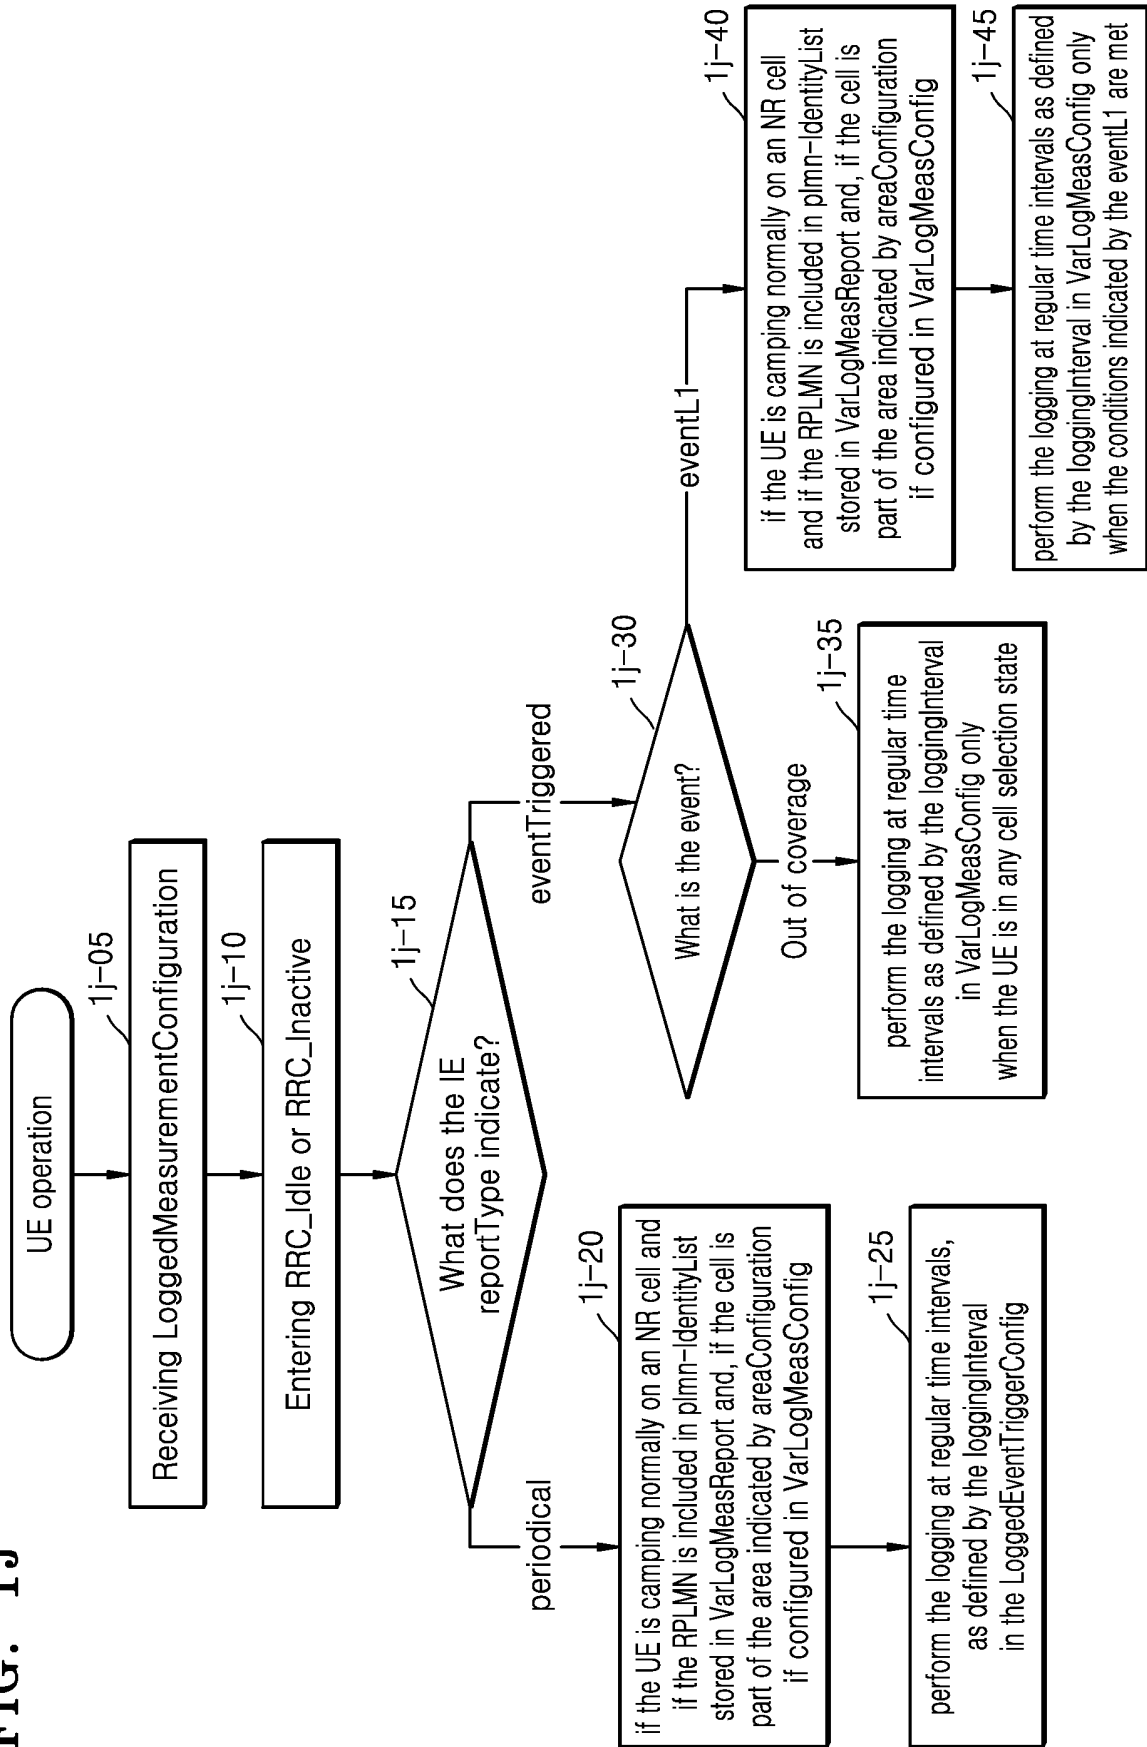 FIG. 1J
UE operation
1j-05
Receiving LoggedMeasurementConfiguration
1j-10
Entering RRC_Idle or RRC_Inactive
1j-15
What does the IE
reportType indicate?
periodical
eventTriggered
1j-20
if the UE is camping normally on an NR cell and
if the RPLMN is included in plmn-IdentityList
stored in VarLogMeasReport and, if the cell is
part of the area indicated by areaConfiguration
if configured in VarLogMeasConfig
1j-25
perform the logging at regular time intervals,
as defined by the loggingInterval
in the LoggedEventTriggerConfig
1j-30
What is the event?
Out of coverage
eventL1
1j-35
perform the logging at regular time
intervals as defined by the loggingInterval
in VarLogMeasConfig only
when the UE is in any cell selection state
1j-40
if the UE is camping normally on an NR cell
and if the RPLMN is included in plmn-IdentityList
stored in VarLogMeasReport and, if the cell is
part of the area indicated by areaConfiguration
if configured in VarLogMeasConfig
1j-45
perform the logging at regular time intervals as defined
by the loggingInterval in VarLogMeasConfig only
when the conditions indicated by the eventL1 are met